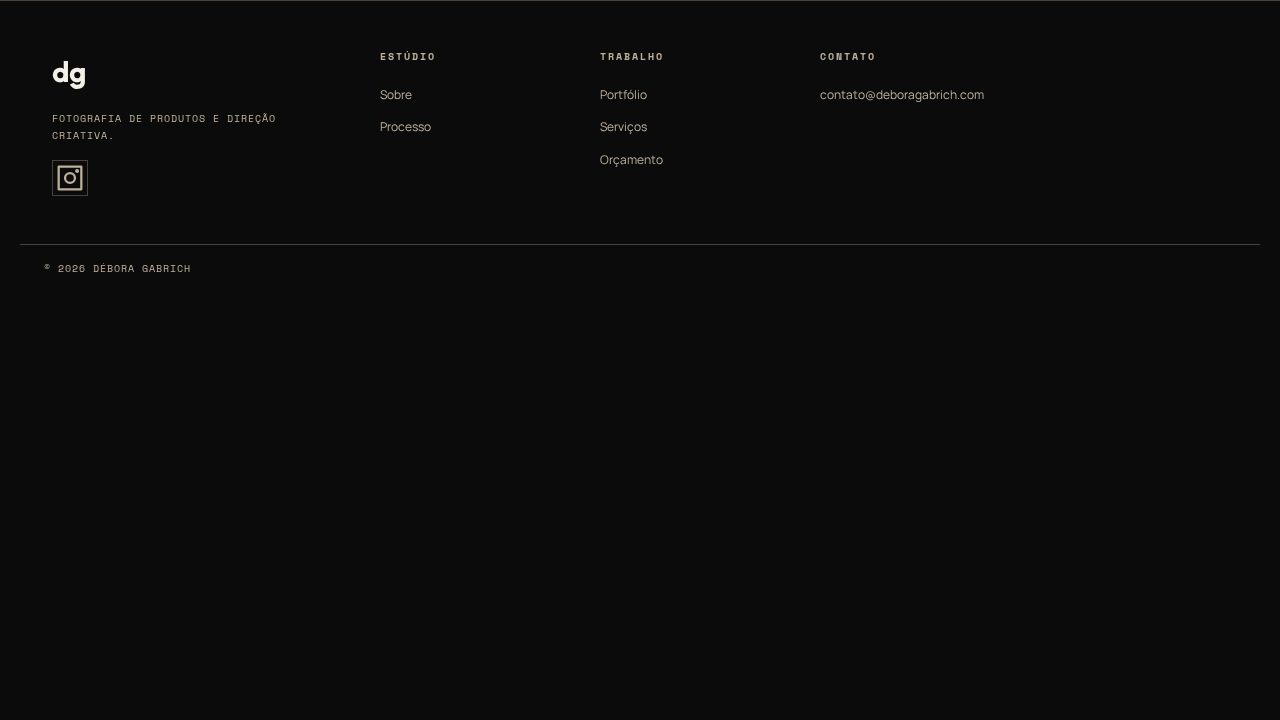 dg
FOTOGRAFIA DE PRODUTOS E DIREÇÃO
CRIATIVA.
ESTÚDIO
Sobre
Processo
TRABALHO
Portfólio
Serviços
Orçamento
CONTATO
contato@deboragabrich.com
© 2026 DÉBORA GABRICH